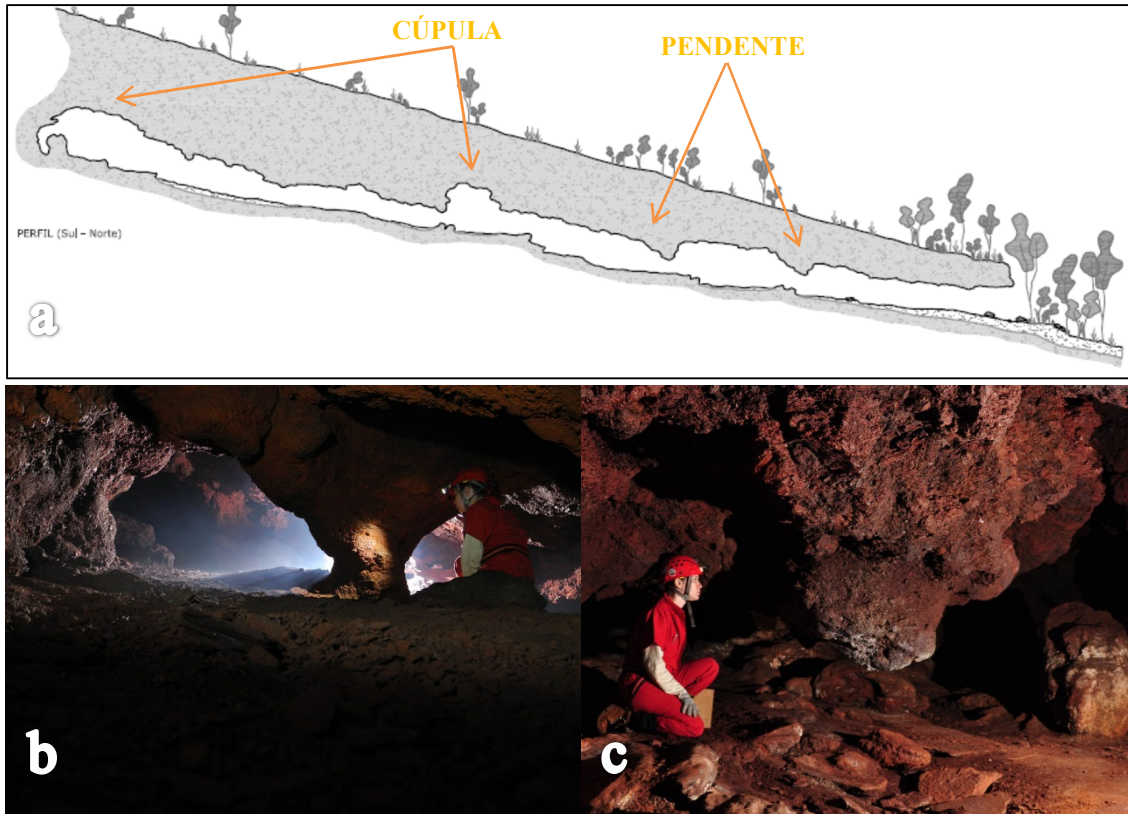 CÚPULA
PENDENTE
PERFIL (Sul – Norte)
a
b
c